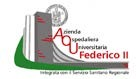 Azienda
Ospedaliera
Universitaria
Federico II
Integrata con il Servizio Sanitario Regionale